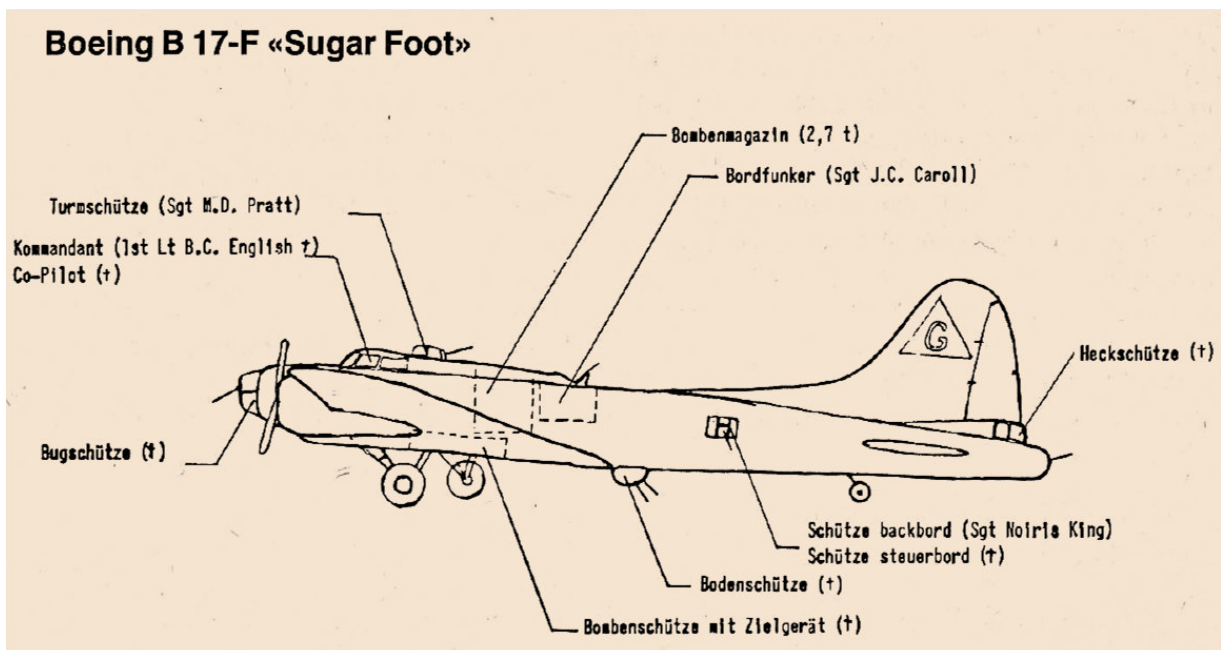 Boeing B 17-F «Sugar Foot»
Bombenmagazin (2,7 t)
Bordfunker (Sgt J.C. Caroll)
Turmschütze (Sgt M.D. Pratt)
Kommandant (1st Lt B.C. English †)
Co-Pilot (†)
G
Heckschütze (†)
Bugschütze (†)
Schütze backbord (Sgt Noiris King)
Schütze steuerbord (†)
Bodenschütze (†)
Bombenschütze mit Zielgerät (†)